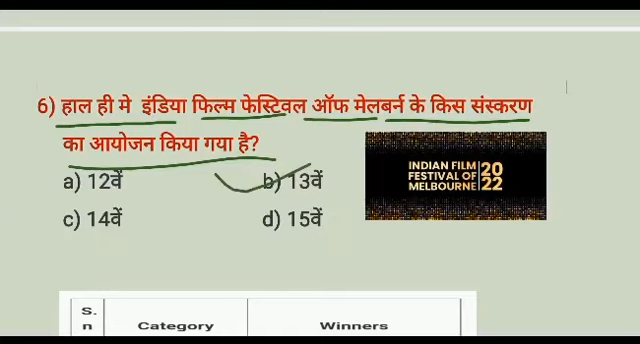 6) हाल ही मे इंडिया फिल्म फेस्टिवल ऑफ मेलबर्न के किस संस्करण
का आयोजन किया गया है?
a) 12वें
b) 13वें
c) 14वें
d) 15वें
INDIAN FILM
FESTIVAL OF
MELBOURNE
20
22
S.
n
Category
Winners